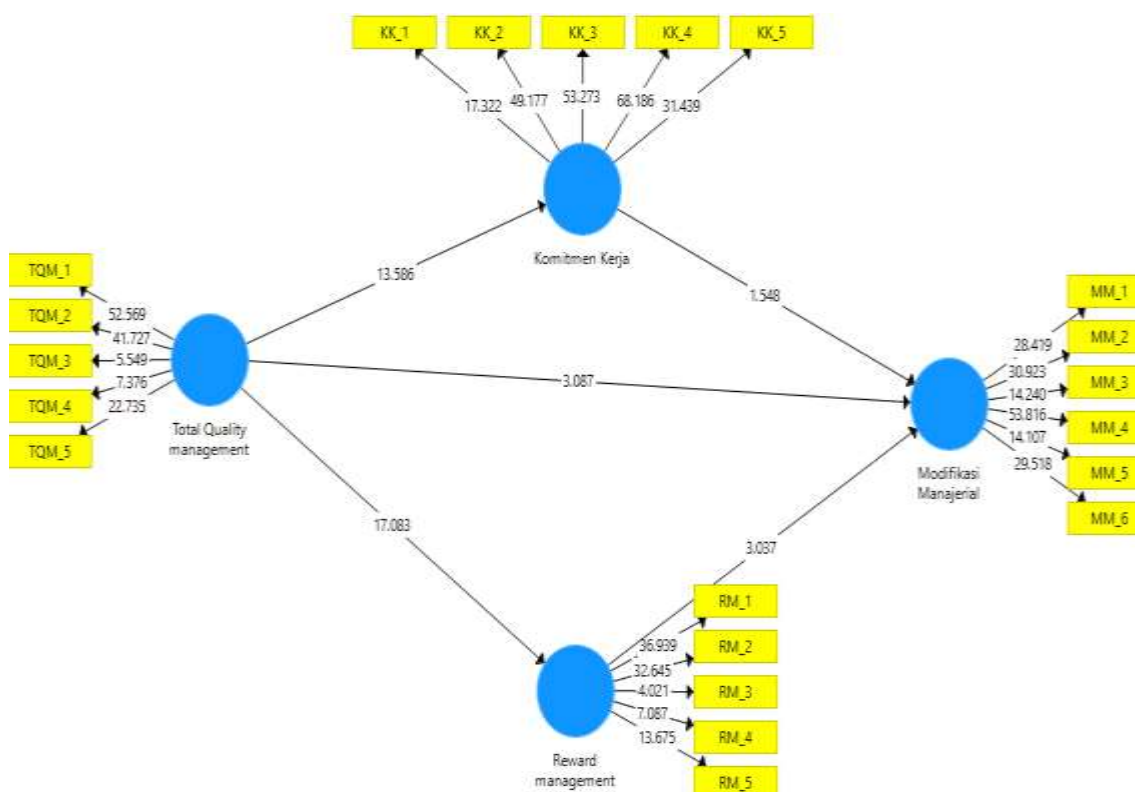 KK_1
KK_2
KK_3
KK_4
KK_5
17.322
49.177
53.273
68.186
31.439
Komitmen Kerja
TQM_1
TQM_2
TQM_3
TQM_4
TQM_5
52.569
41.727
5.549
7.376
22.735
Total Quality
management
13.586
1.548
3.087
17.083
3.037
MM_1
MM_2
MM_3
MM_4
MM_5
MM_6
28.419
30.923
14.240
53.816
14.107
29.518
Modifikasi
Manajerial
RM_1
RM_2
RM_3
RM_4
RM_5
36.939
32.645
4.021
7.087
13.675
Reward
management